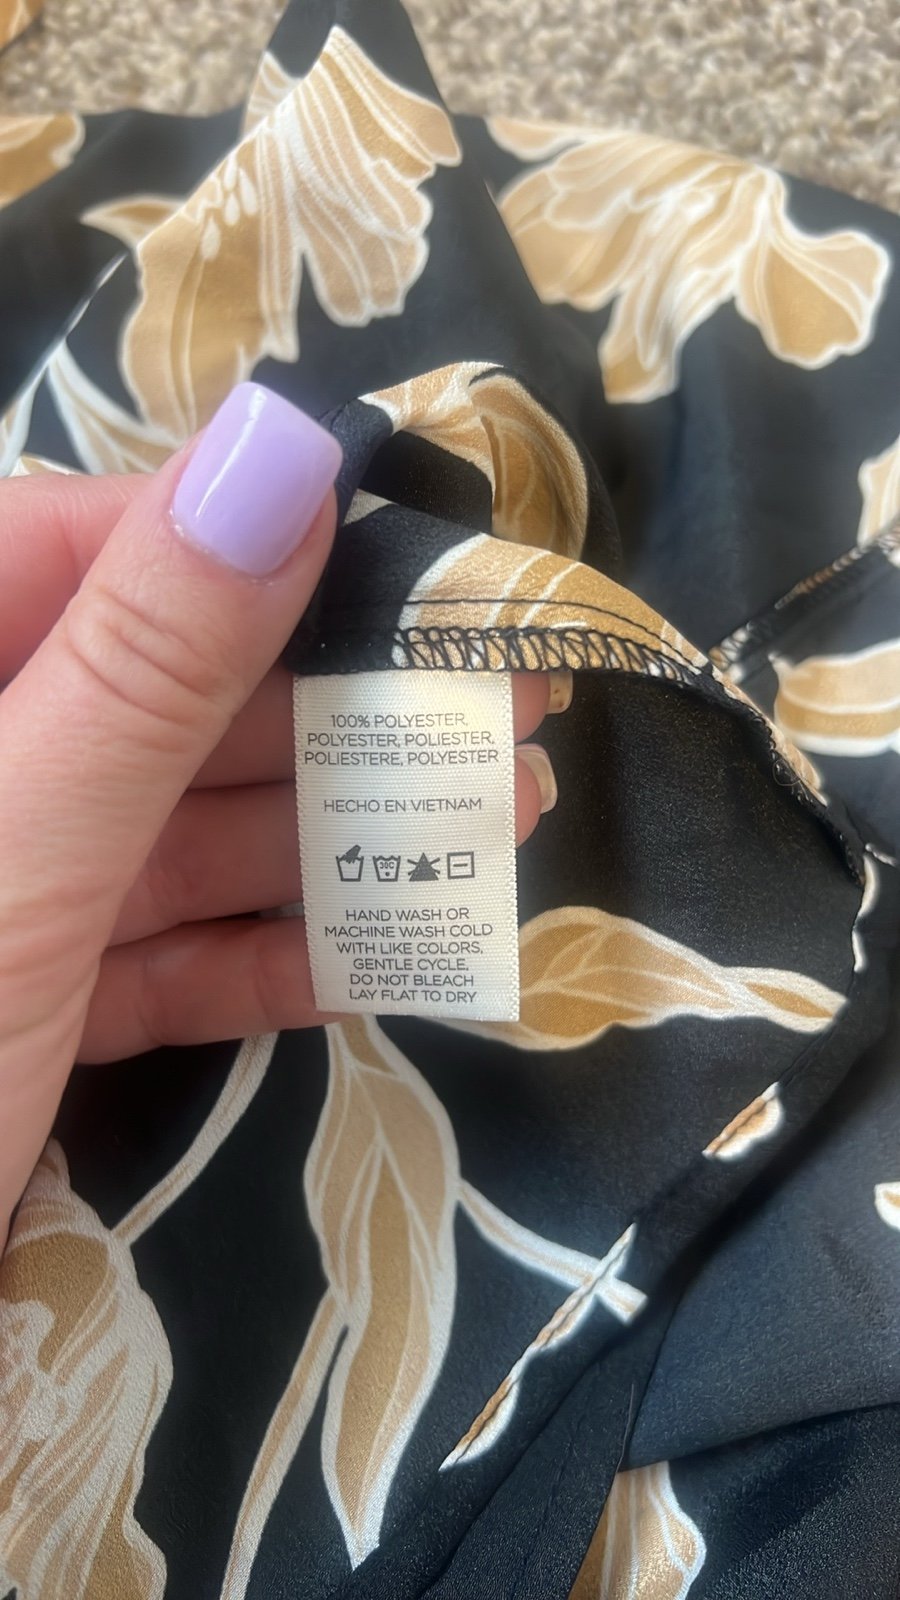 100% POLYESTER,
POLYESTER, POLIESTER,
POLIESTERE, POLYESTER
HECHO EN VIETNAM
30C
HAND WASH OR
MACHINE WASH COLD
WITH LIKE COLORS,
GENTLE CYCLE,
DO NOT BLEACH
LAY FLAT TO DRY